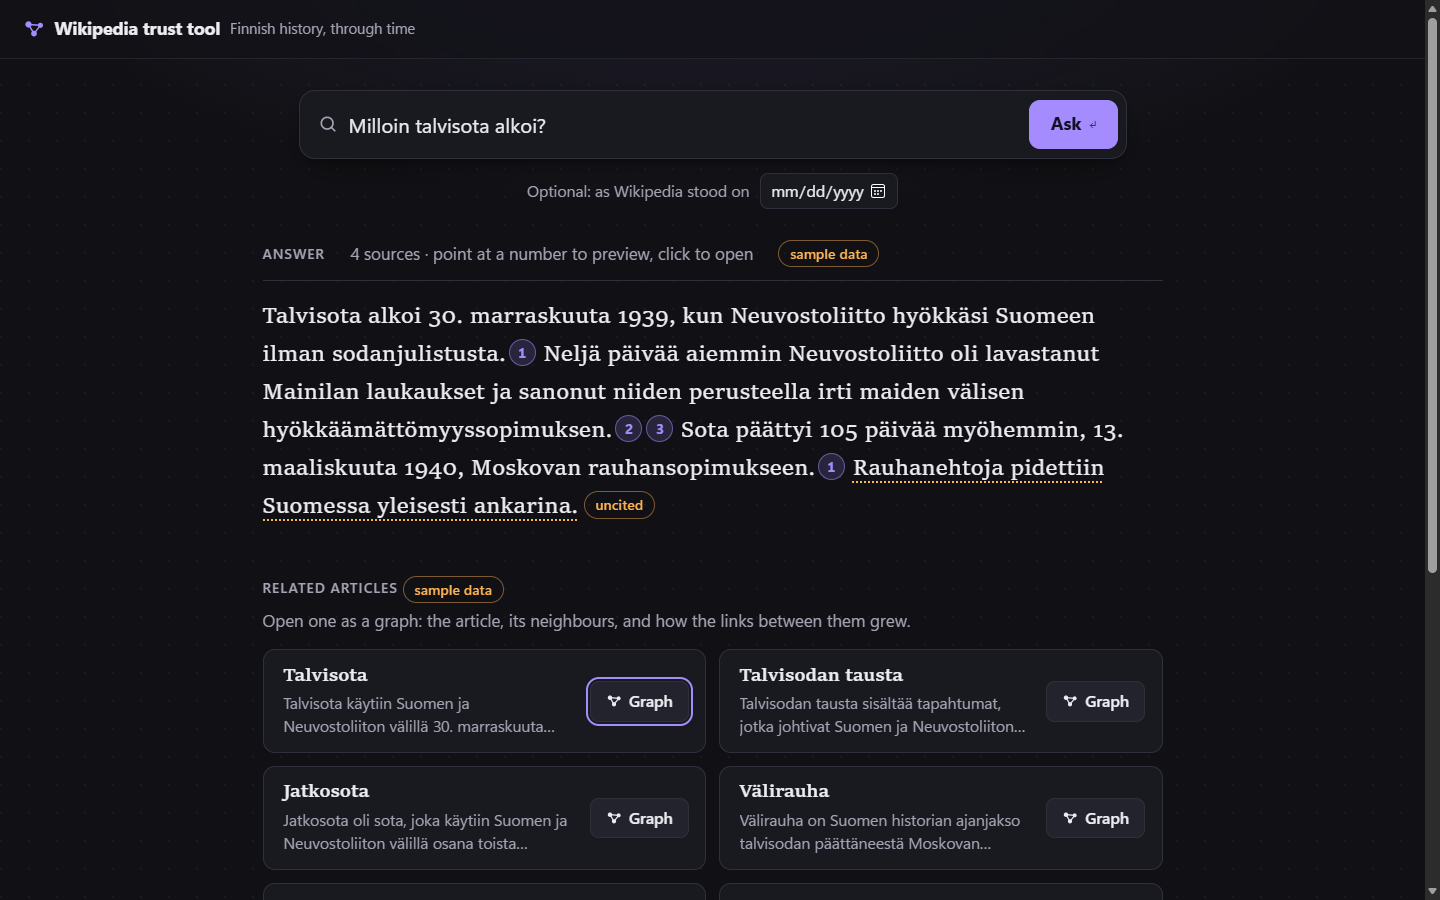 Wikipedia trust tool Finnish history, through time
Milloin talvisota alkoi?
Ask ↵
Optional: as Wikipedia stood on mm/dd/yyyy
ANSWER 4 sources · point at a number to preview, click to open sample data
Talvisota alkoi 30. marraskuuta 1939, kun Neuvostoliitto hyökkäsi Suomeen
ilman sodanjulistusta. 1 Neljä päivää aiemmin Neuvostoliitto oli lavastanut
Mainilan laukaukset ja sanonut niiden perusteella irti maiden välisen
hyökkäämättömyyssopimuksen. 2 3 Sota päättyi 105 päivää myöhemmin, 13.
maaliskuuta 1940, Moskovan rauhansopimukseen. 1 Rauhanehtoja pidettiin
Suomessa yleisesti ankarina. uncited
RELATED ARTICLES sample data
Open one as a graph: the article, its neighbours, and how the links between them grew.
Talvisota
Talvisota käytiin Suomen ja
Neuvostoliiton välillä 30. marraskuuta...
Graph
Talvisodan tausta
Talvisodan tausta sisältää tapahtumat,
jotka johtivat Suomen ja Neuvostoliiton...
Graph
Jatkosota
Jatkosota oli sota, joka käytiin Suomen ja
Neuvostoliiton välillä osana toista...
Graph
Välirauha
Välirauha on Suomen historian ajanjakso
talvisodan päättäneestä Moskovan...
Graph